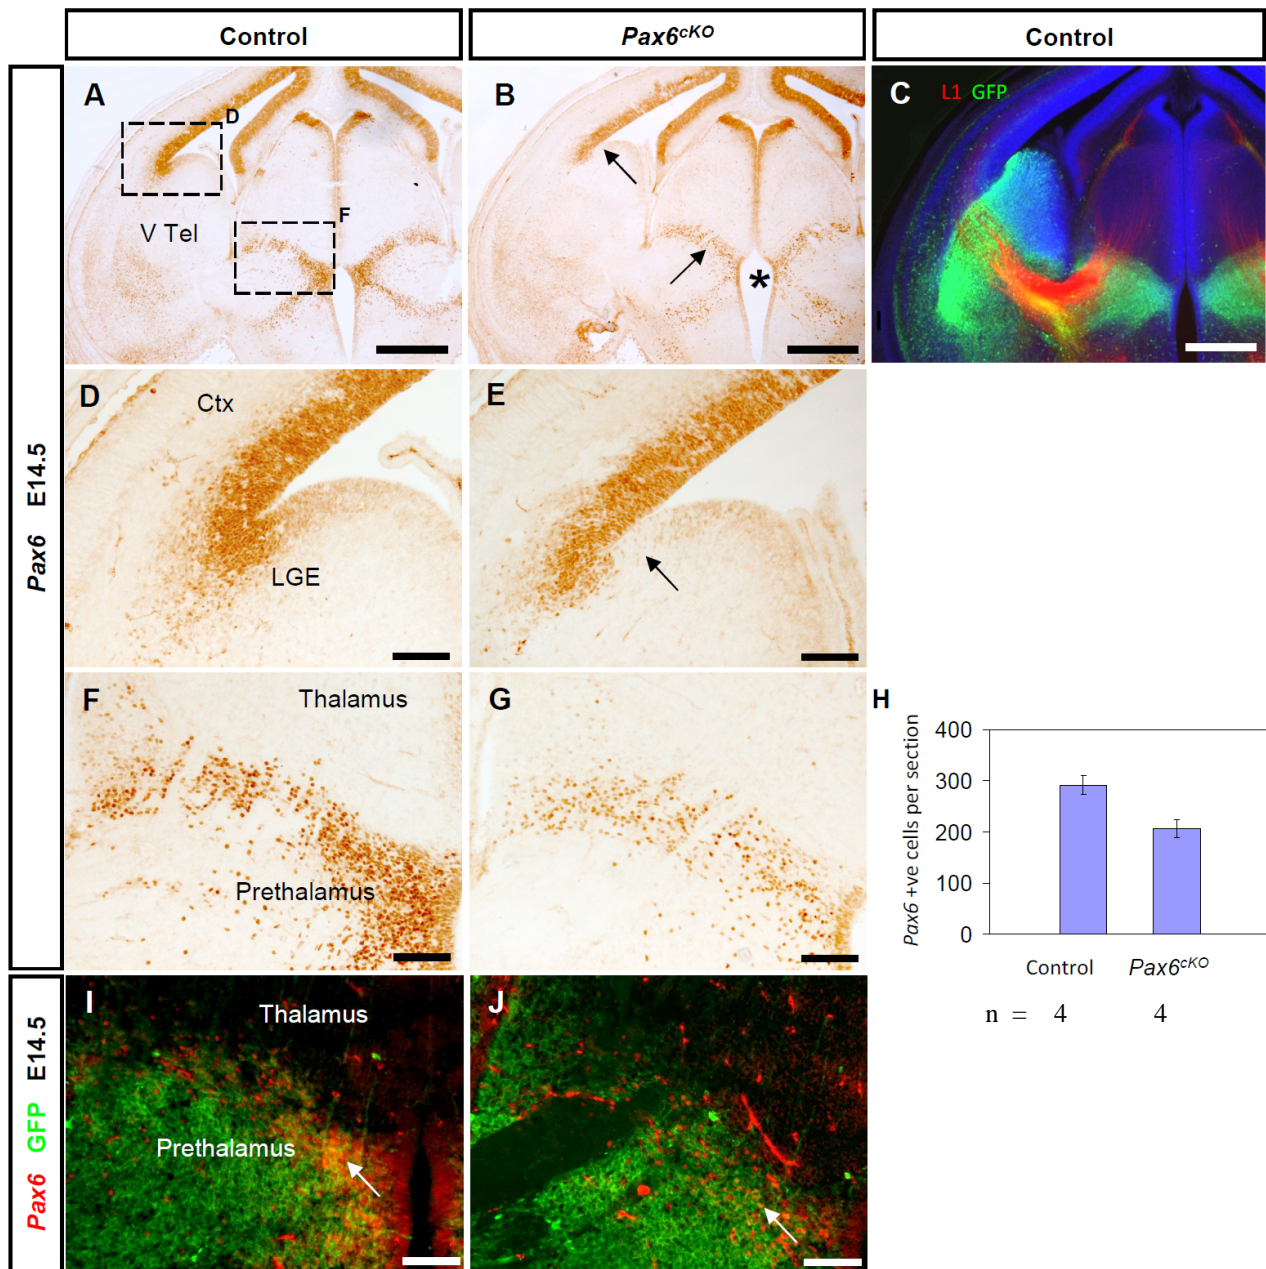 Control
Pax6cKO
Control
Pax6 E14.5
A
D
V Tel
F
B
*
C
L1 GFP
D
Ctx
LGE
E
F
Thalamus
Prethalamus
G
H
Pax6 +ve cells per section
400
300
200
100
0
Control Pax6cKO
n = 4 4
Pax6 GFP E14.5
I
Thalamus
Prethalamus
J